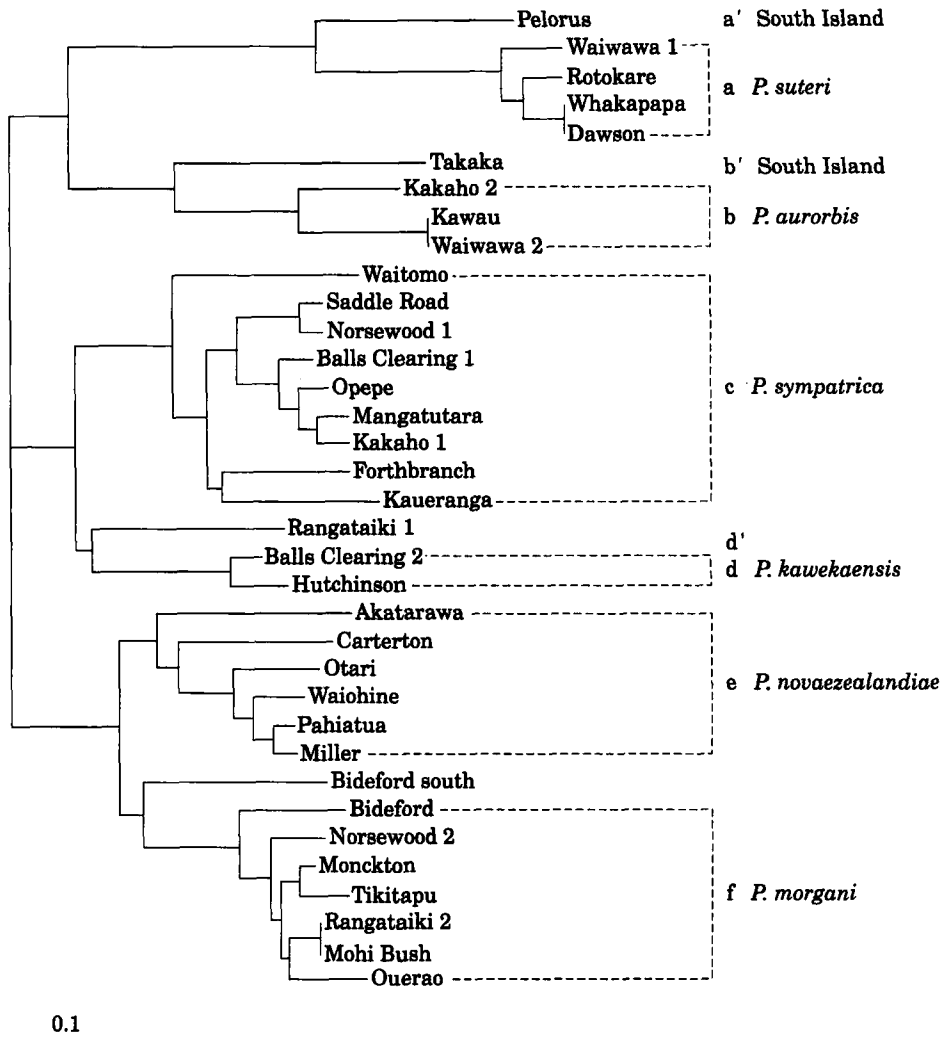 Pelorus a' South Island
Waiwawa 1
Rotokare
a P. suteri
Whakapapa
Dawson
Takaka b' South Island
Kakaho 2
Kawau b P. aurorbis
Waiwawa 2
Waitomo
Saddle Road
Norsewood 1
Balls Clearing 1
Opepe c P. sympatrica
Mangatutara
Kakaho 1
Forthbranch
Kaueranga
Rangataiki 1
d'
Balls Clearing 2
d P. kawekaensis
Hutchinson
Akatarawa
Carterton
Otari
e P. novaezealandiae
Waiohine
Pahiatua
Miller
Bideford south
Bideford
Norsewood 2
Monckton
Tikitapu f P. morgani
Rangataiki 2
Mohi Bush
Ouerao
0.1